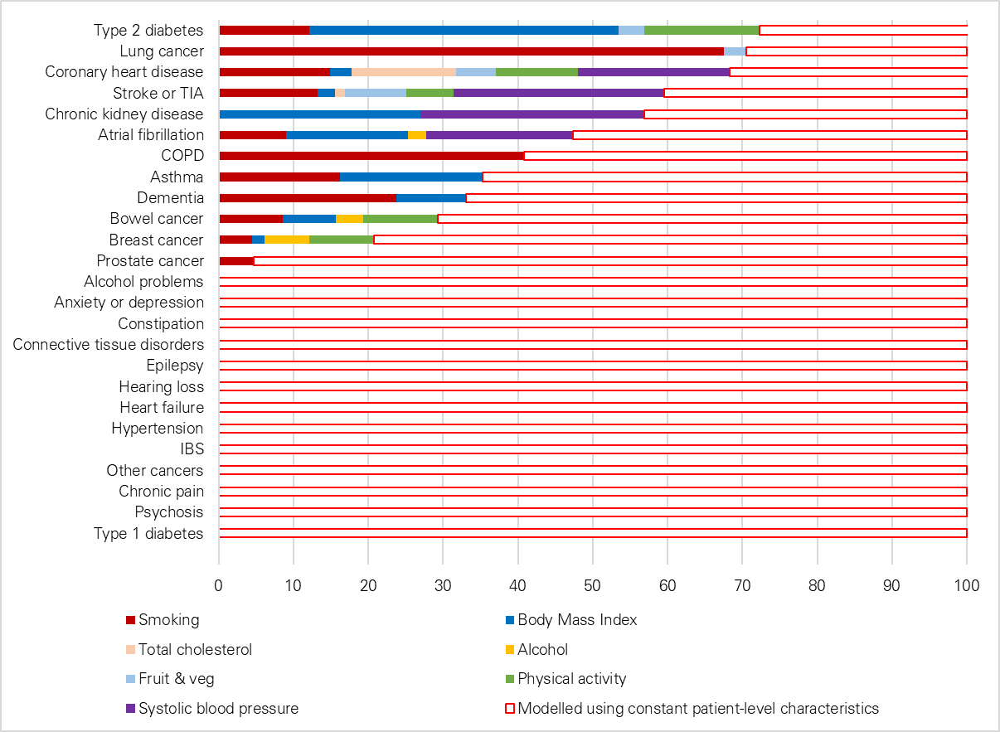 Type 2 diabetes
Lung cancer
Coronary heart disease
Stroke or TIA
Chronic kidney disease
Atrial fibrillation
COPD
Asthma
Dementia
Bowel cancer
Breast cancer
Prostate cancer
Alcohol problems
Anxiety or depression
Constipation
Connective tissue disorders
Epilepsy
Hearing loss
Heart failure
Hypertension
IBS
Other cancers
Chronic pain
Psychosis
Type 1 diabetes
0 10 20 30 40 50 60 70 80 90 100
Smoking Body Mass Index
Total cholesterol Alcohol
Fruit & veg Physical activity
Systolic blood pressure Modelled using constant patient-level characteristics